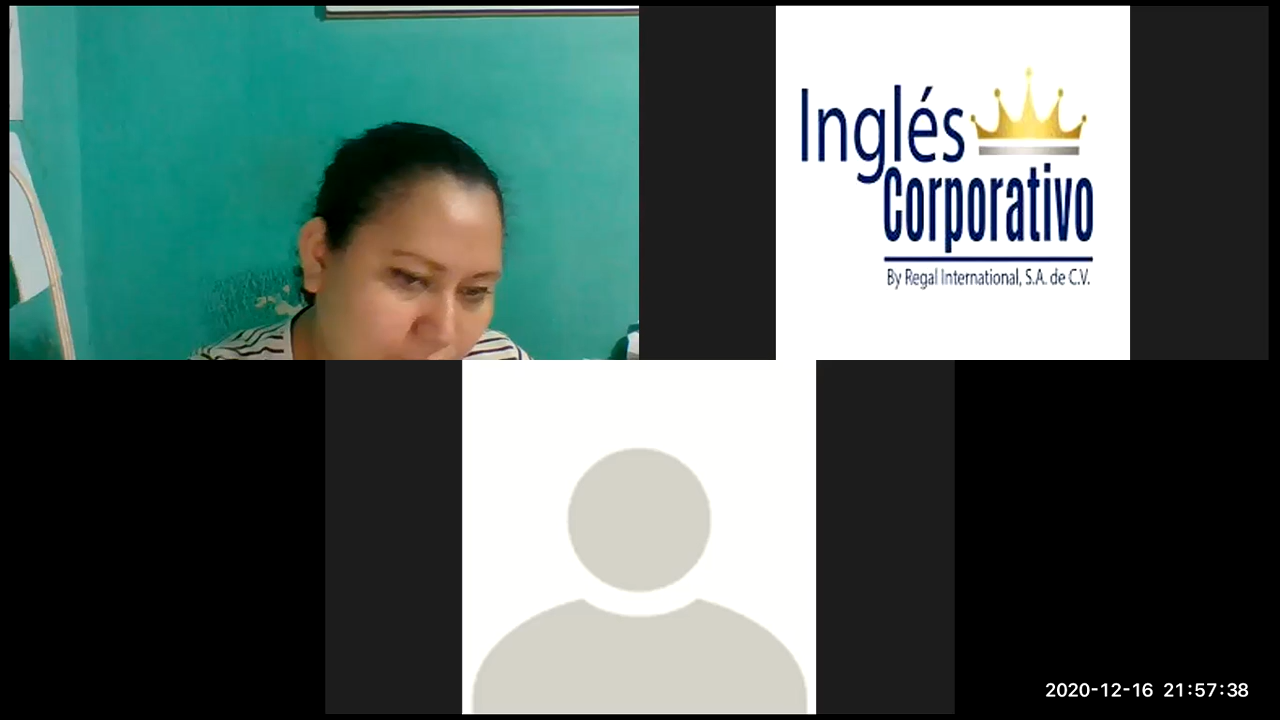 Inglés
Corporativo
By Regal International, S.A. de C.V.
2020-12-16 21:57:38